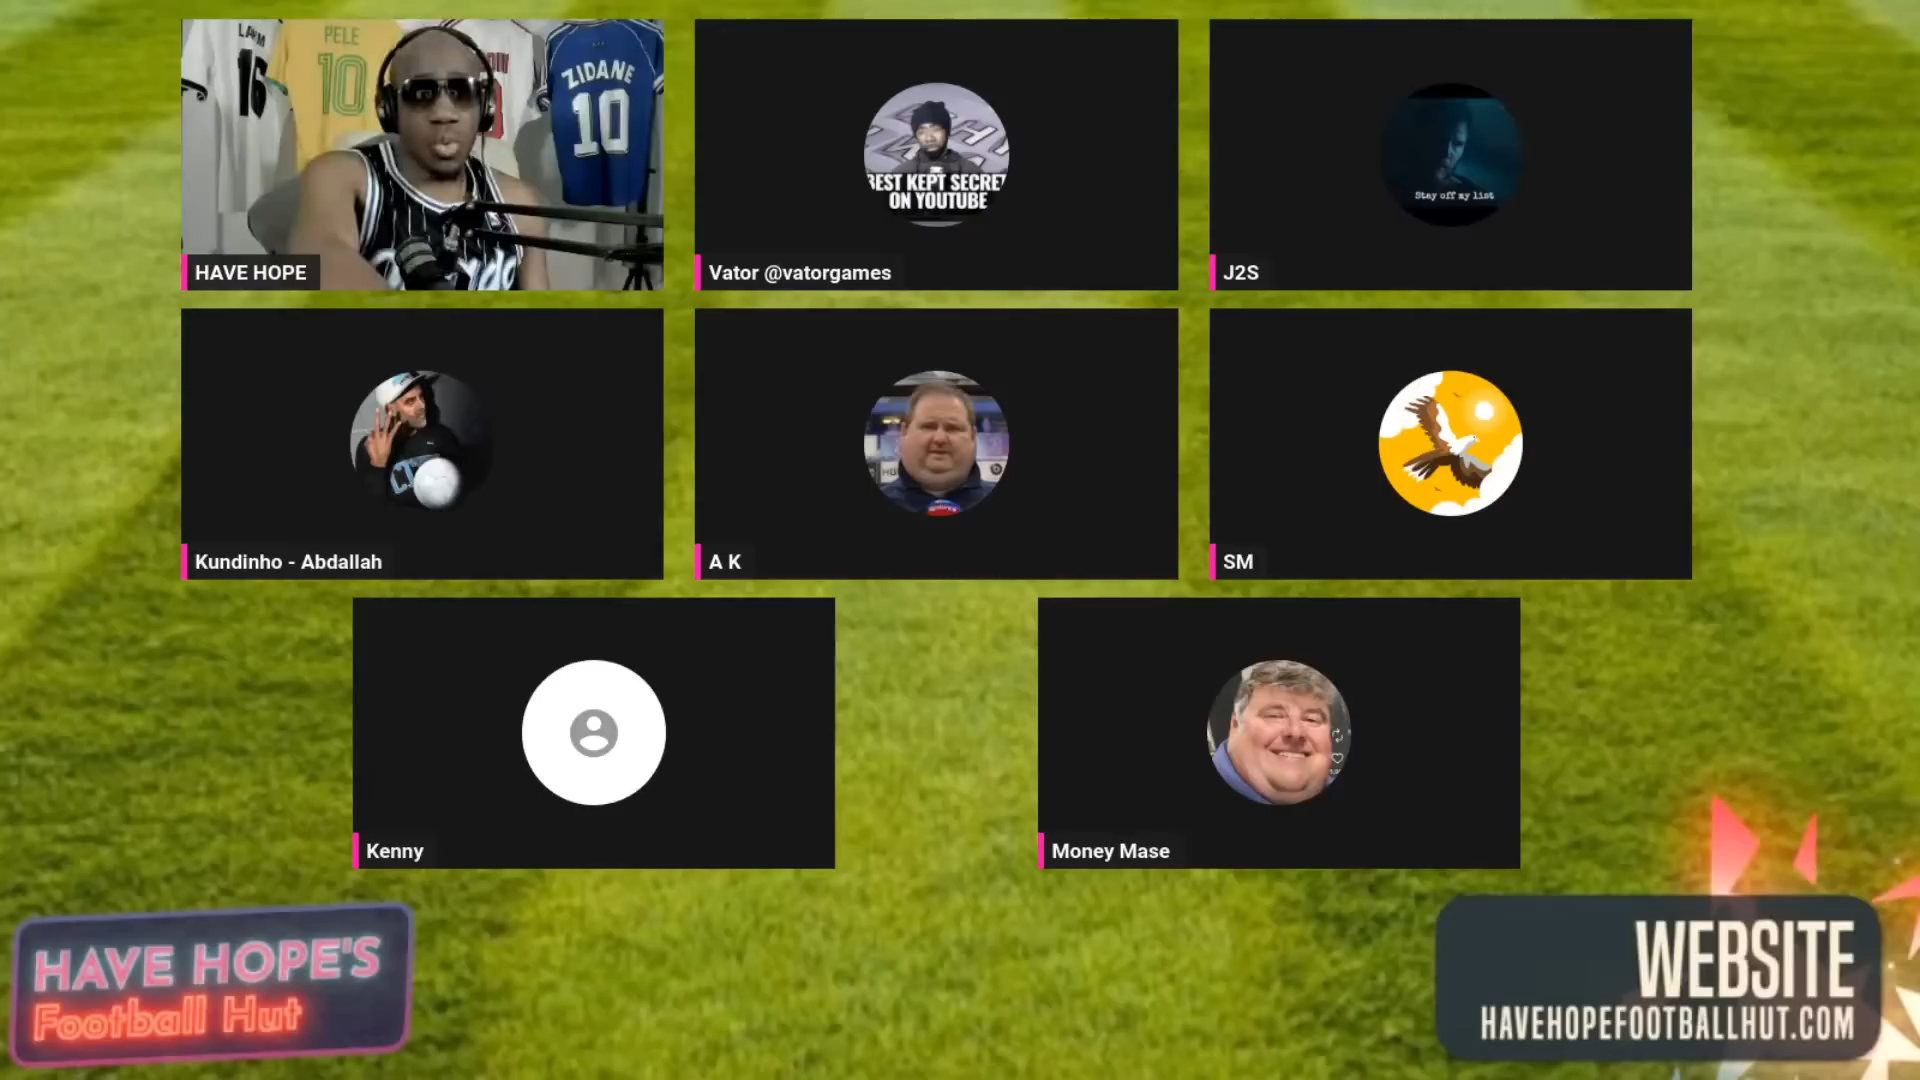 LAHM
16
PELE
10
ZIDANE
10
HAVE HOPE
BEST KEPT SECRET
ON YOUTUBE
Vator @vatorgames
Stay off my list
J2S
Kundinho - Abdallah
A K
SM
Kenny
Money Mase
HAVE HOPE'S
Football Hut
WEBSITE
HAVEHOPEFOOTBALLHUT.COM